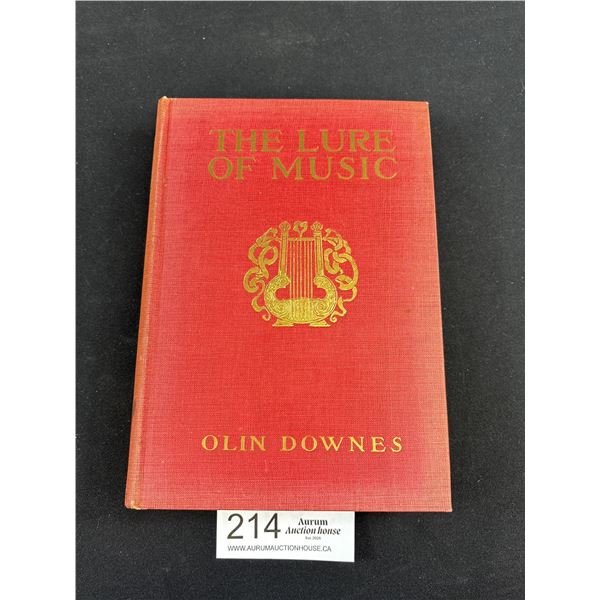 THE LURE
OF MUSIC
OLIN DOWNES
214
Aurum
Auction house
WWW.AURUMAUCTIONHOUSE.CA